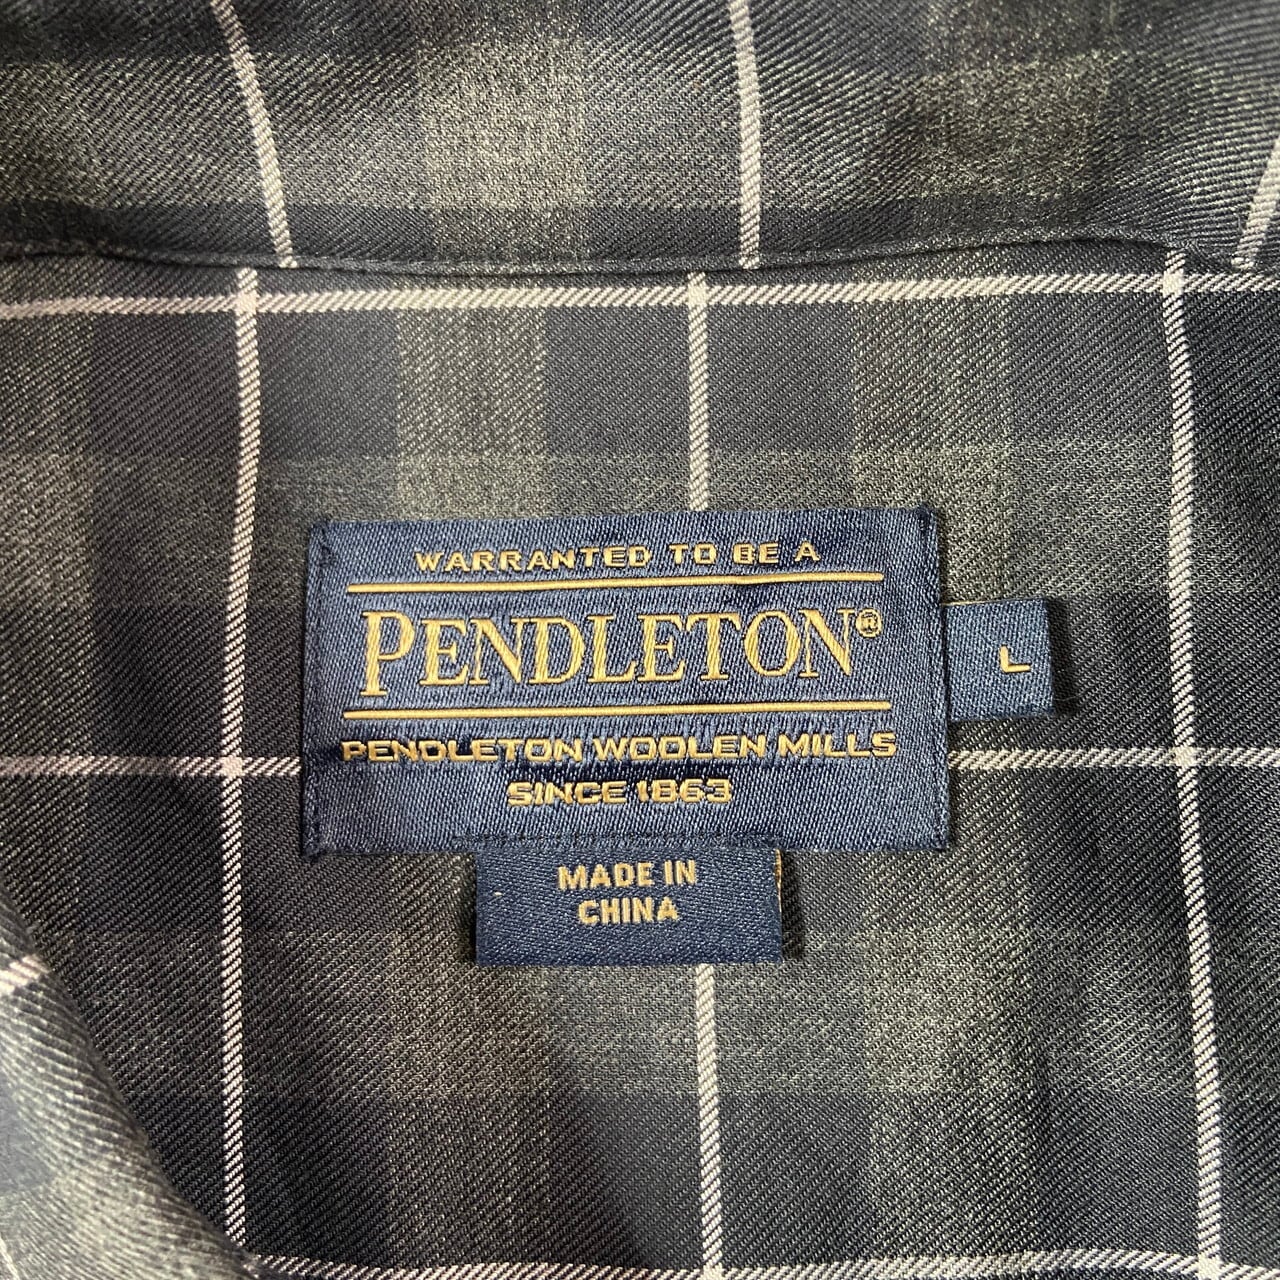 WARRANTED TO BE A
PENDLETON®
L
PENDLETON WOOLEN MILLS
SINCE 1863
MADE IN
CHINA